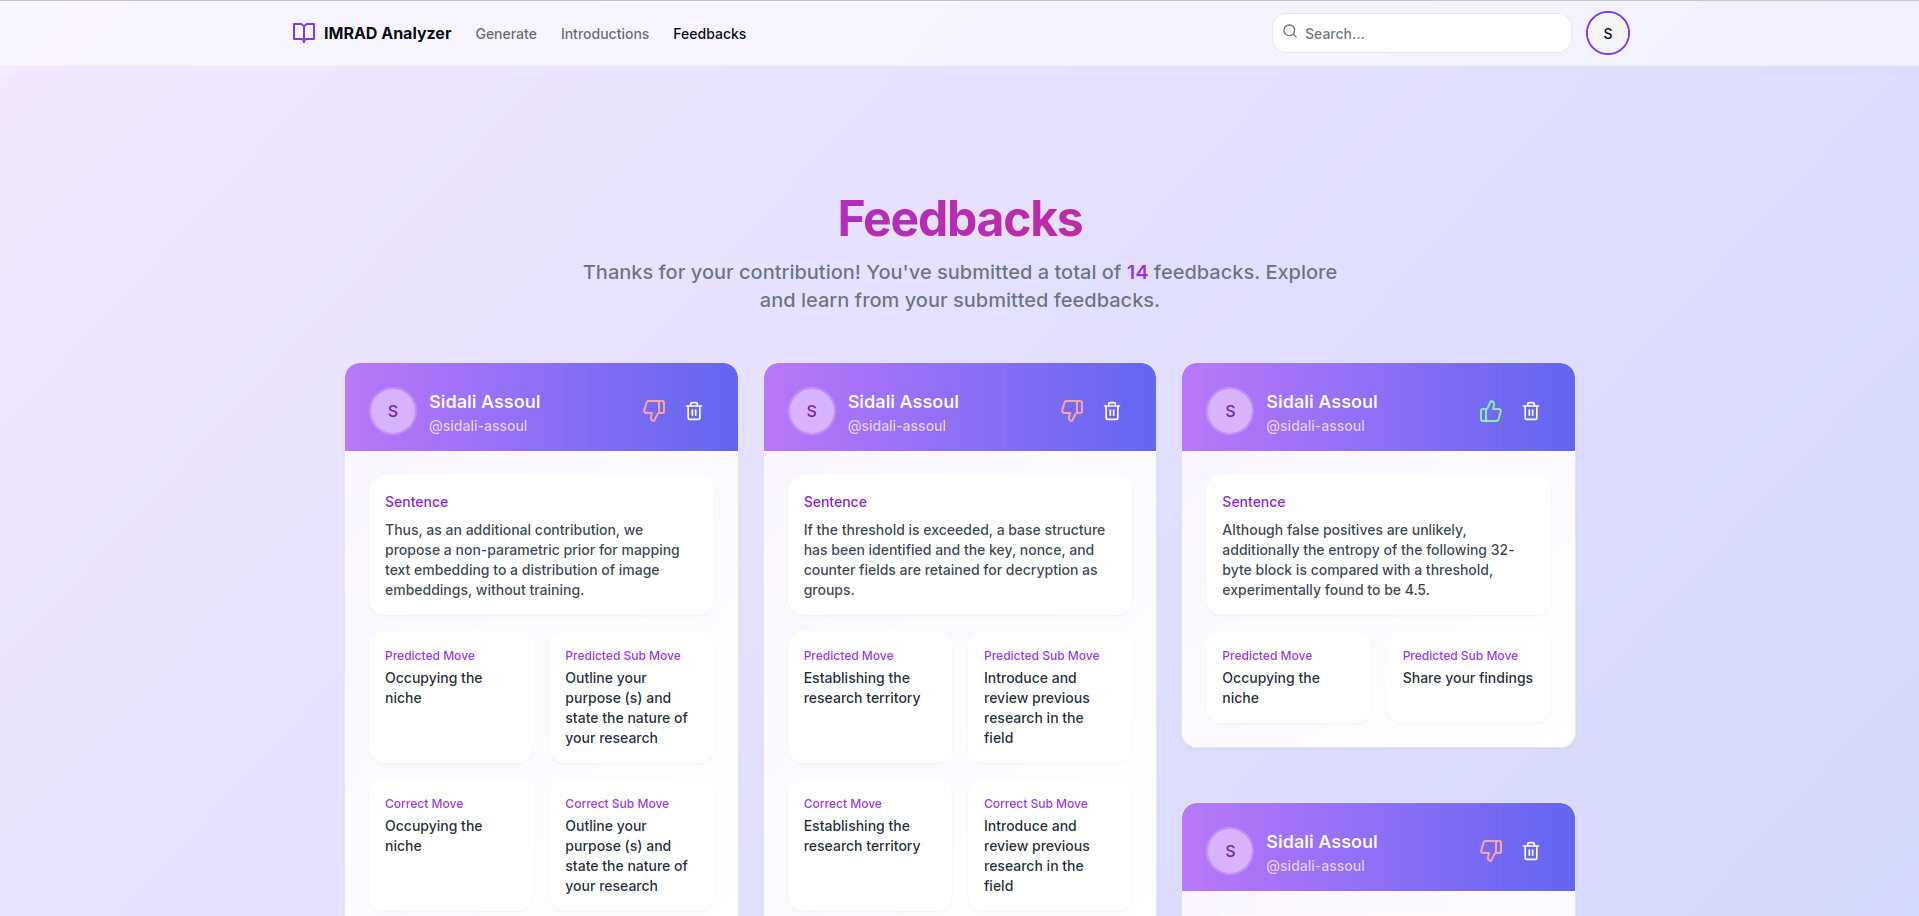 IMRAD Analyzer
Generate
Introductions
Feedbacks
Search...
S
Feedbacks
Thanks for your contribution! You've submitted a total of 14 feedbacks. Explore
and learn from your submitted feedbacks.
S
Sidali Assoul
@sidali-assoul
Sentence
Thus, as an additional contribution, we
propose a non-parametric prior for mapping
text embedding to a distribution of image
embeddings, without training.
Predicted Move
Occupying the
niche
Predicted Sub Move
Outline your
purpose (s) and
state the nature of
your research
Correct Move
Occupying the
niche
Correct Sub Move
Outline your
purpose (s) and
state the nature of
your research
S
Sidali Assoul
@sidali-assoul
Sentence
If the threshold is exceeded, a base structure
has been identified and the key, nonce, and
counter fields are retained for decryption as
groups.
Predicted Move
Establishing the
research territory
Predicted Sub Move
Introduce and
review previous
research in the
field
Correct Move
Establishing the
research territory
Correct Sub Move
Introduce and
review previous
research in the
field
S
Sidali Assoul
@sidali-assoul
Sentence
Although false positives are unlikely,
additionally the entropy of the following 32-
byte block is compared with a threshold,
experimentally found to be 4.5.
Predicted Move
Occupying the
niche
Predicted Sub Move
Share your findings
S
Sidali Assoul
@sidali-assoul